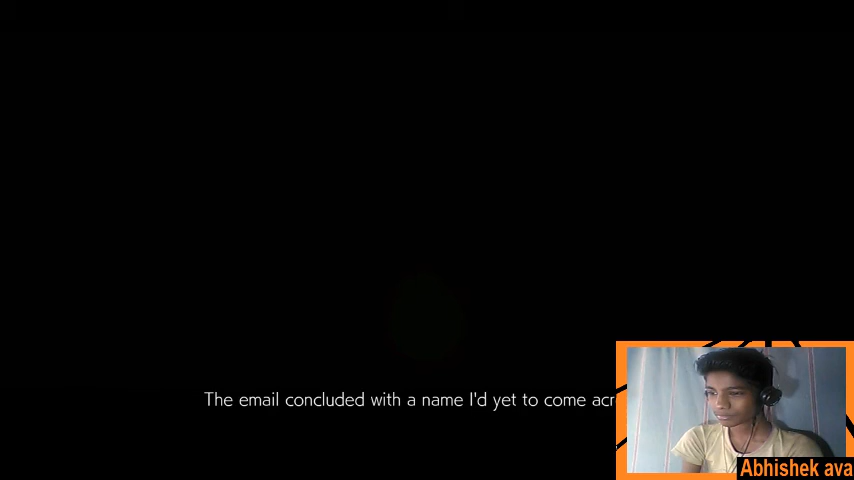 The email concluded with a name I'd yet to come acr
Abhishek ava